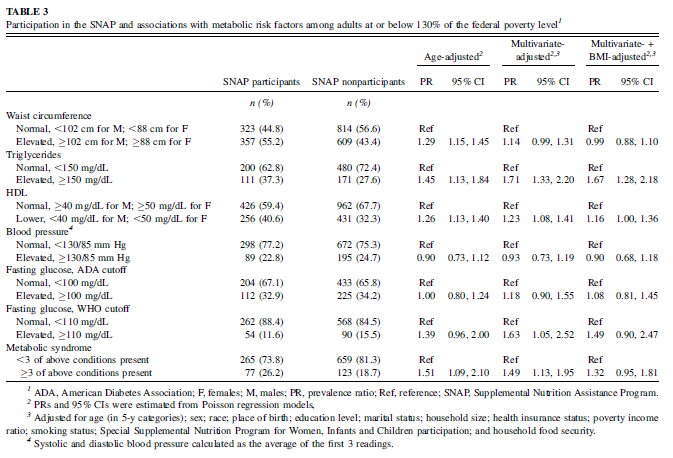 TABLE 3
Participation in the SNAP and associations with metabolic risk factors among adults at or below 130% of the federal poverty level1
Age-adjusted2 Multivariate-adjusted2,3 Multivariate- + BMI-adjusted2,3
SNAP participants SNAP nonparticipants PR 95% CI PR 95% CI PR 95% CI
n (%) n (%)
Waist circumference
Normal, <102 cm for M; <88 cm for F 323 (44.8) 814 (56.6) Ref Ref Ref
Elevated, ≥102 cm for M; ≥88 cm for F 357 (55.2) 609 (43.4) 1.29 1.15, 1.45 1.14 0.99, 1.31 0.99 0.88, 1.10
Triglycerides
Normal, <150 mg/dL 200 (62.8) 480 (72.4) Ref Ref Ref
Elevated, ≥150 mg/dL 111 (37.3) 171 (27.6) 1.45 1.13, 1.84 1.71 1.33, 2.20 1.67 1.28, 2.18
HDL
Normal, ≥40 mg/dL for M; ≥50 mg/dL for F 426 (59.4) 962 (67.7) Ref Ref Ref
Lower, <40 mg/dL for M; <50 mg/dL for F 256 (40.6) 439 (32.3) 1.26 1.13, 1.40 1.23 1.08, 1.41 1.16 1.00, 1.36
Blood pressure4
Normal, <130/85 mm Hg 298 (77.2) 672 (75.3) Ref Ref Ref
Elevated, ≥130/85 mm Hg 89 (22.8) 195 (24.7) 0.90 0.73, 1.12 0.93 0.73, 1.19 0.90 0.68, 1.18
Fasting glucose, ADA cutoff
Normal, <100 mg/dL 204 (67.1) 433 (65.8) Ref Ref Ref
Elevated, ≥100 mg/dL 112 (32.9) 225 (34.2) 1.00 0.80, 1.24 1.18 0.90, 1.55 1.08 0.81, 1.45
Fasting glucose, WHO cutoff
Normal, <110 mg/dL 262 (88.4) 568 (84.5) Ref Ref Ref
Elevated, ≥110 mg/dL 54 (11.6) 90 (15.5) 1.39 0.96, 2.00 1.63 1.05, 2.52 1.49 0.90, 2.47
Metabolic syndrome
<3 of above conditions present 265 (73.8) 659 (81.3) Ref Ref Ref
≥3 of above conditions present 77 (26.2) 123 (18.7) 1.51 1.09, 2.10 1.49 1.13, 1.95 1.32 0.95, 1.81
1 ADA, American Diabetes Association; F, females; M, males; PR, prevalence ratio; Ref, reference; SNAP, Supplemental Nutrition Assistance Program.
2 PRs and 95% CIs were estimated from Poisson regression models,
3 Adjusted for age (in 5-y categories); sex; race; place of birth; education level; marital status; household size; health insurance status; poverty income
ratio; smoking status; Special Supplemental Nutrition Program for Women, Infants and Children participation; and household food security.
4 Systolic and diastolic blood pressure calculated as the average of the first 3 readings.